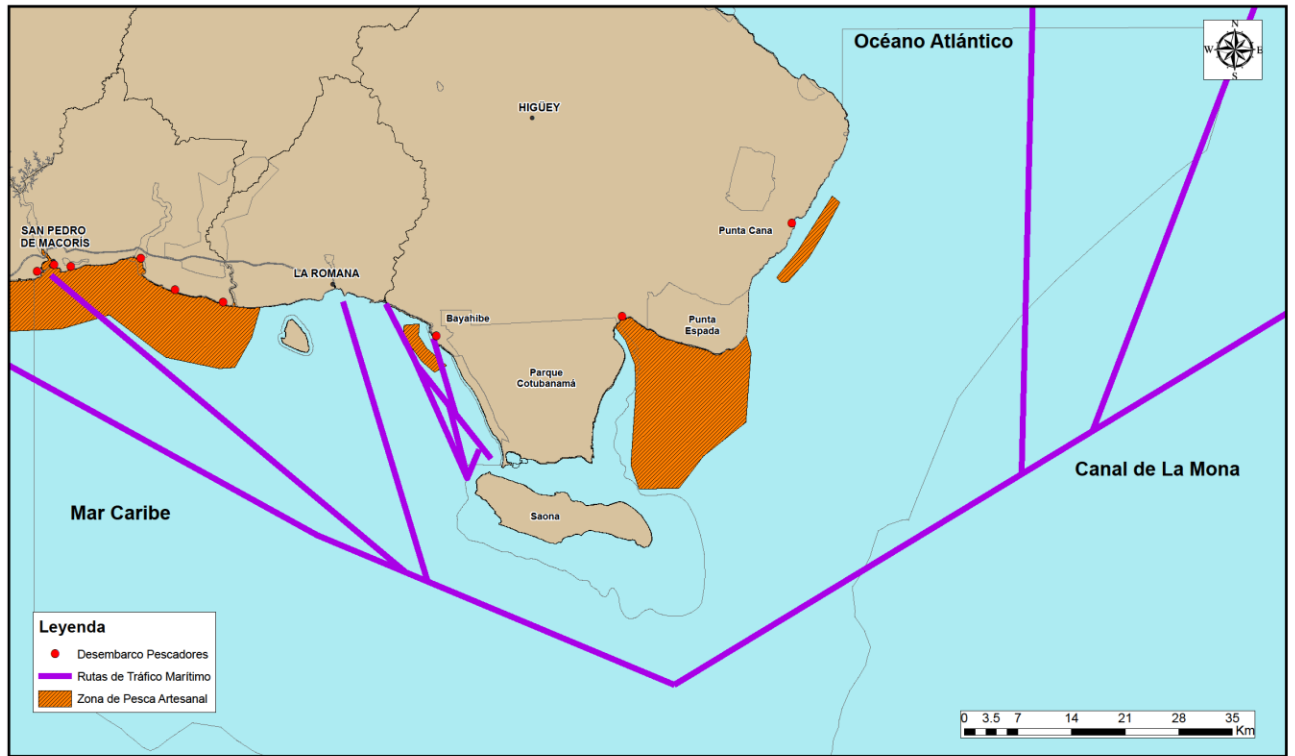 Océano Atlántico
N
W E
S
HIGÜEY
SAN PEDRO
DE MACORÍS
Punta Cana
LA ROMANA
Bayahibe
Punta
Espada
Parque
Cotubanamá
Canal de La Mona
Mar Caribe
Saona
Leyenda
Desembarco Pescadores
Rutas de Tráfico Marítimo
Zona de Pesca Artesanal
0 3.5 7 14 21 28 35
Km